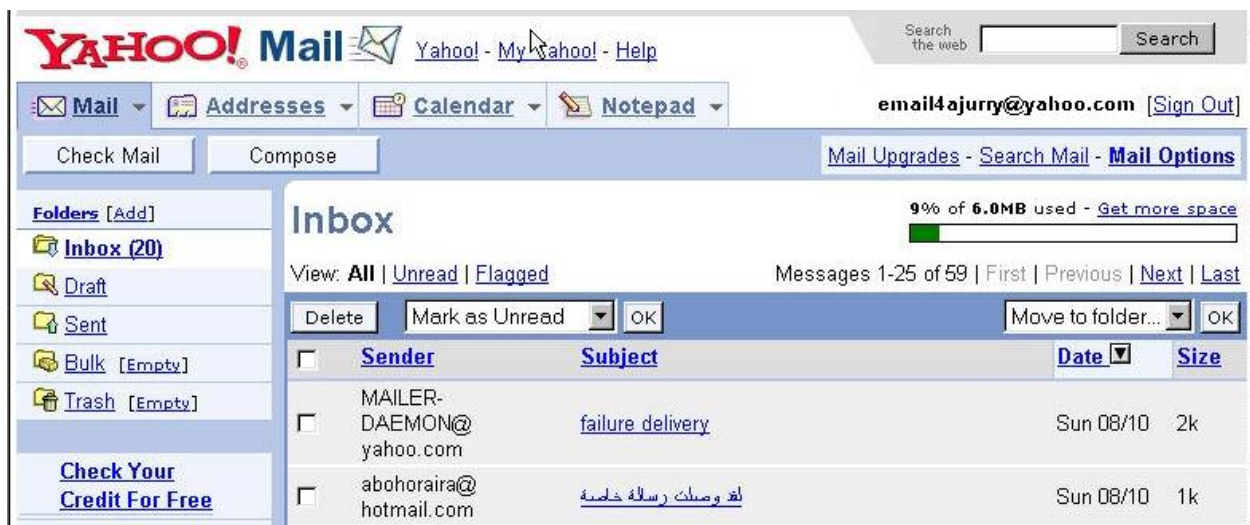 YAHOO! Mail Yahoo! - My Yahoo! - Help
Search the web Search
Mail Addresses Calendar Notepad email4ajurry@yahoo.com [Sign Out]
Check Mail Compose Mail Upgrades - Search Mail - Mail Options
Folders [Add]
Inbox (20)
Draft
Sent
Bulk [Empty]
Trash [Empty]
Check Your
Credit For Free
Inbox
9% of 6.0MB used - Get more space
View: All | Unread | Flagged Messages 1-25 of 59 | First | Previous | Next | Last
Delete Mark as Unread OK Move to folder... OK
Sender Subject Date Size
MAILER-
DAEMON@
yahoo.com
failure delivery Sun 08/10 2k
abohoraira@
hotmail.com
لقد وصلت رسالة خاصة Sun 08/10 1k